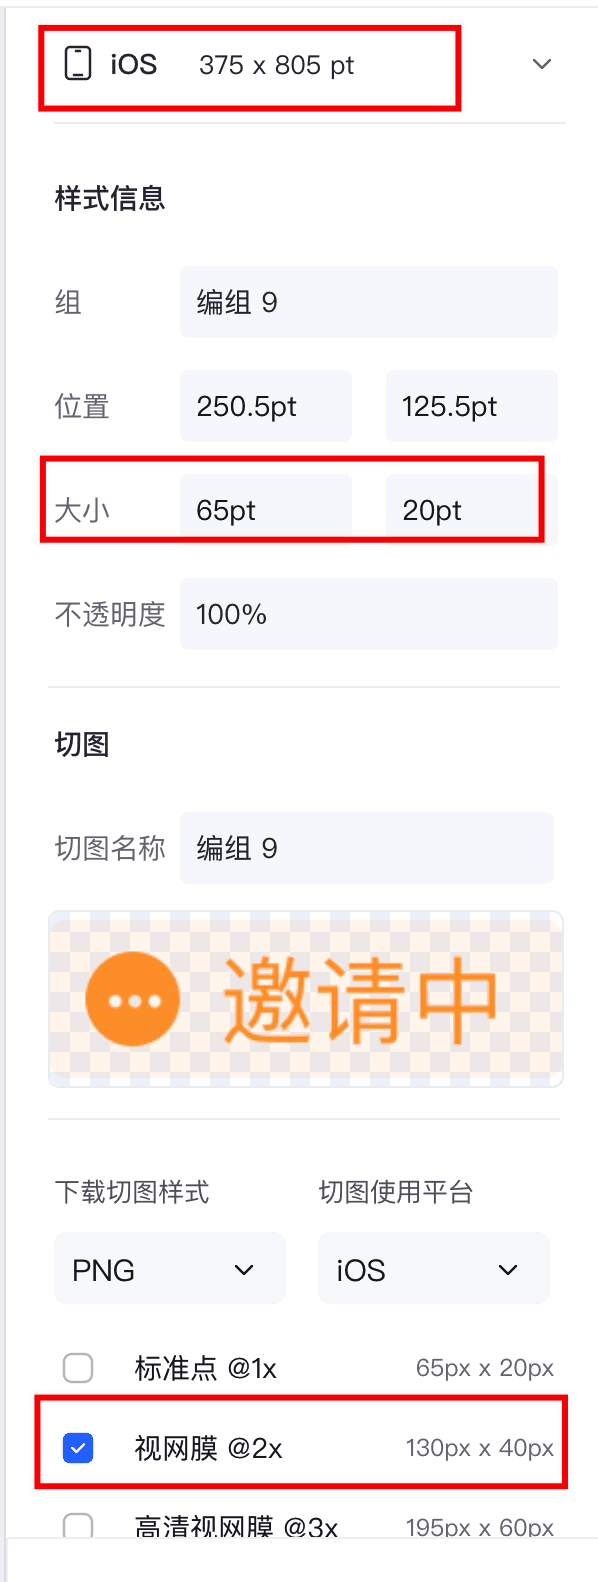 iOS 375 x 805 pt
样式信息
组 编组 9
位置 250.5pt 125.5pt
大小 65pt 20pt
不透明度 100%
切图
切图名称 编组 9
邀请中
下载切图样式 切图使用平台
PNG iOS
标准点 @1x 65px x 20px
视网膜 @2x 130px x 40px
高清视网膜 @3x 195px x 60px